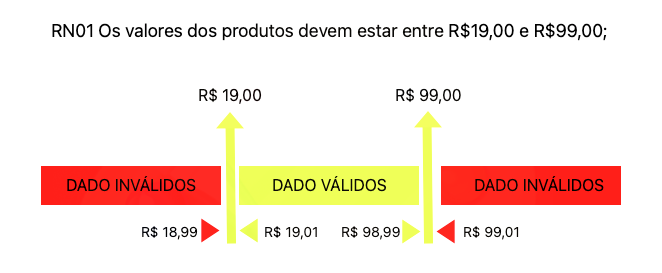 RN01 Os valores dos produtos devem estar entre R$19,00 e R$99,00;
R$ 19,00 R$ 99,00
DADO INVÁLIDOS DADO VÁLIDOS DADO INVÁLIDOS
R$ 18,99 R$ 19,01 R$ 98,99 R$ 99,01